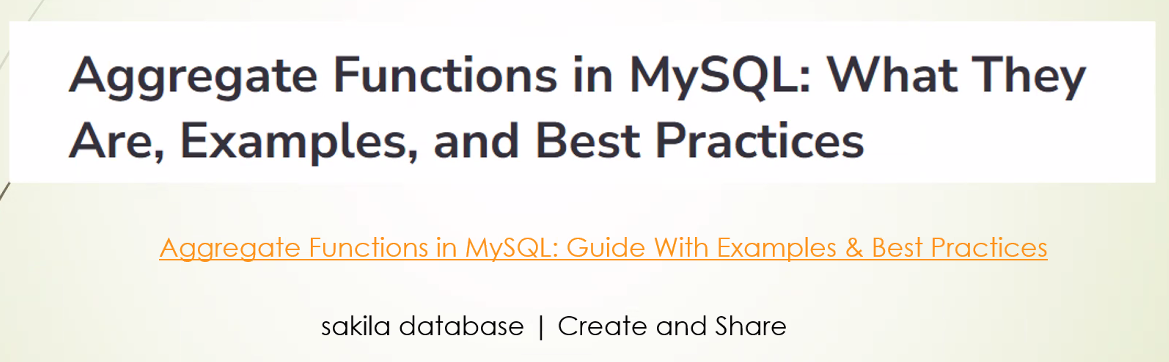 Aggregate Functions in MySQL: What They
Are, Examples, and Best Practices
Aggregate Functions in MySQL: Guide With Examples & Best Practices
sakila database | Create and Share